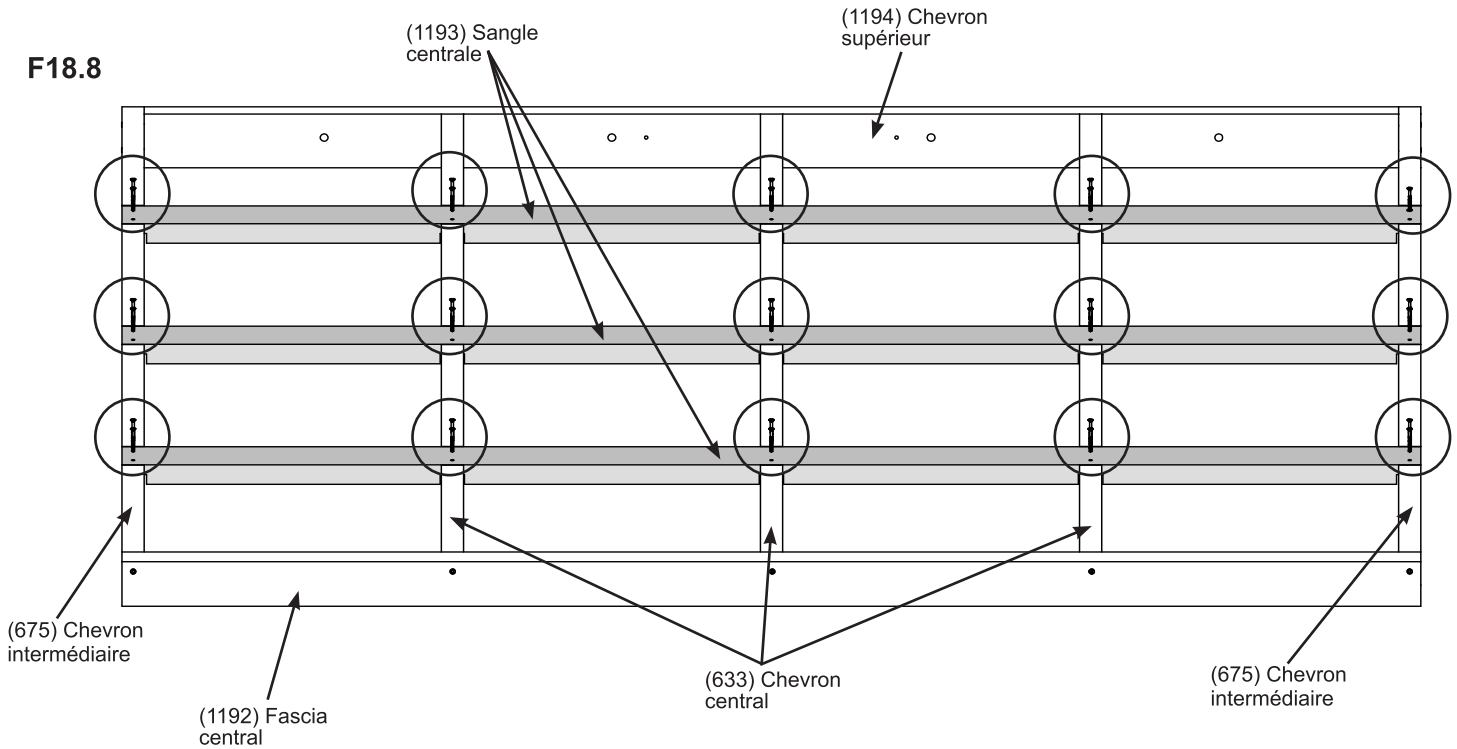 F18.8
(1193) Sangle
centrale
(1194) Chevron
supérieur
(675) Chevron
intermédiaire
(1192) Fascia
central
(633) Chevron
central
(675) Chevron
intermédiaire